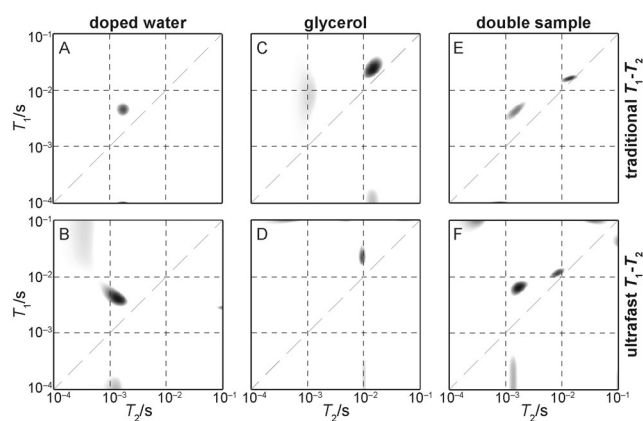 doped water glycerol double sample
A C E
10⁻¹
10⁻²
10⁻³
10⁻⁴
T₁/s
traditional T₁-T₂
B D F
10⁻¹
10⁻²
10⁻³
10⁻⁴
T₁/s
ultrafast T₁-T₂
10⁻⁴ 10⁻³ 10⁻² 10⁻¹ 10⁻⁴ 10⁻³ 10⁻² 10⁻¹ 10⁻⁴ 10⁻³ 10⁻² 10⁻¹
T₂/s T₂/s T₂/s